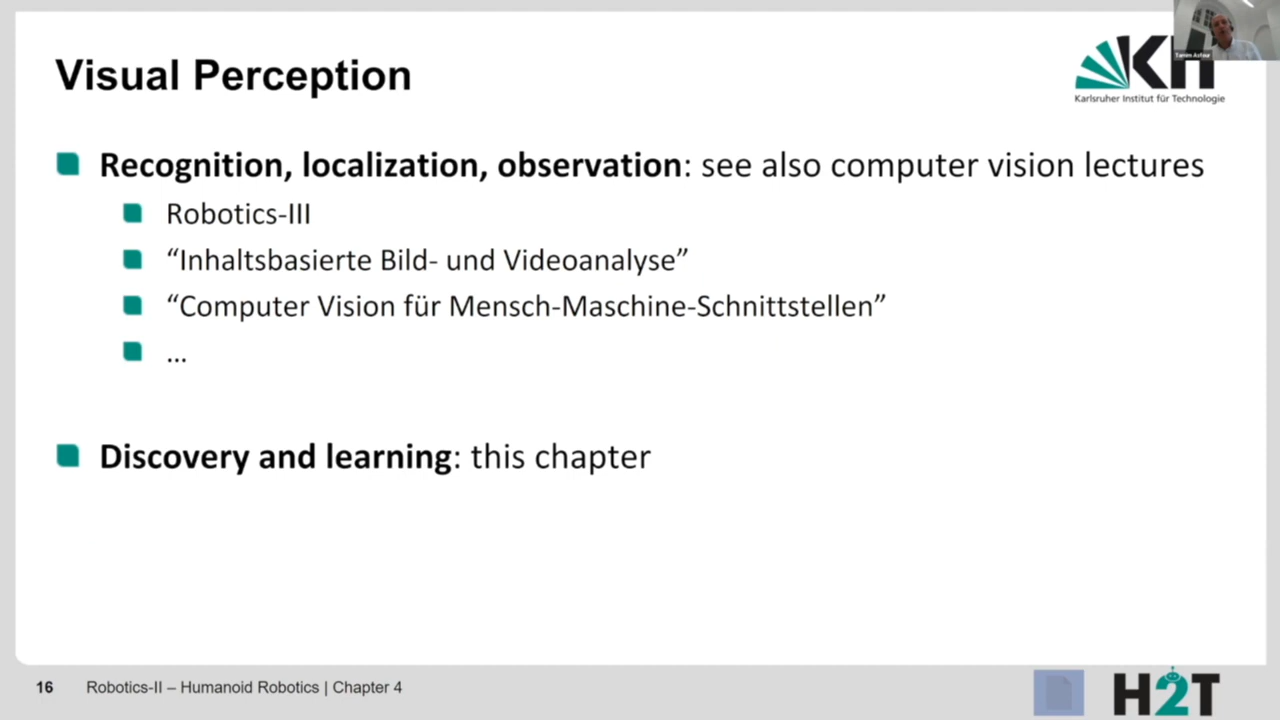 Visual Perception
Karlsruher Institut für Technologie
Tamim Asfour
Recognition, localization, observation: see also computer vision lectures
Robotics-III
“Inhaltsbasierte Bild- und Videoanalyse”
“Computer Vision für Mensch-Maschine-Schnittstellen”
...
Discovery and learning: this chapter
16 Robotics-II – Humanoid Robotics | Chapter 4
H2T